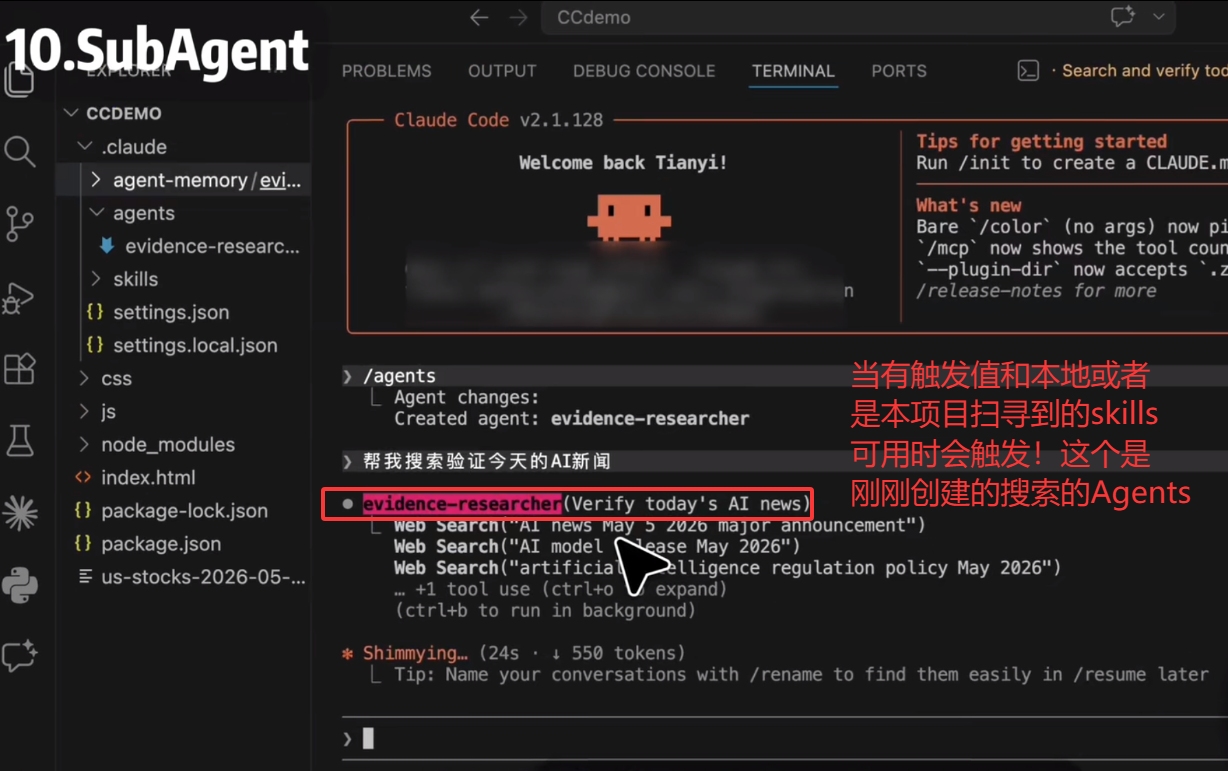 CCdemo
10.SubAgent
EXPLORER
PROBLEMS OUTPUT DEBUG CONSOLE TERMINAL PORTS
· Search and verify tod
CCDEMO
.claude
agent-memory/evi...
agents
evidence-researc...
skills
settings.json
settings.local.json
css
js
node_modules
index.html
package-lock.json
package.json
us-stocks-2026-05-...
Claude Code v2.1.128
Welcome back Tianyi!
n
Tips for getting started
Run /init to create a CLAUDE.m
What's new
Bare `/color` (no args) now pi
`/mcp` now shows the tool coun
`--plugin-dir` now accepts `.z
/release-notes for more
❯ /agents
Agent changes:
Created agent: evidence-researcher
❯ 帮我搜索验证今天的AI新闻
evidence-researcher(Verify today's AI news)
Web Search("AI news May 5 2026 major announcement")
Web Search("AI model lease May 2026")
Web Search("artificial elligence regulation policy May 2026")
… +1 tool use (ctrl+o expand)
(ctrl+b to run in background)
✻ Shimmying… (24s · ↓ 550 tokens)
Tip: Name your conversations with /rename to find them easily in /resume later
❯
当有触发值和本地或者
是本项目扫寻到的skills
可用时会触发！这个是
刚刚创建的搜索的Agents